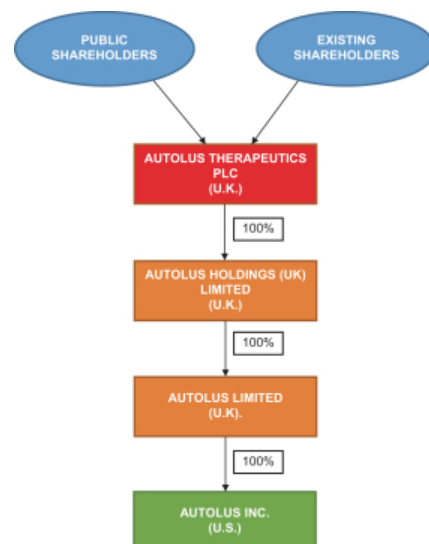 PUBLIC
SHAREHOLDERS
EXISTING
SHAREHOLDERS
AUTOLUS THERAPEUTICS
PLC
(U.K.)
100%
AUTOLUS HOLDINGS (UK)
LIMITED
(U.K.)
100%
AUTOLUS LIMITED
(U.K).
100%
AUTOLUS INC.
(U.S.)